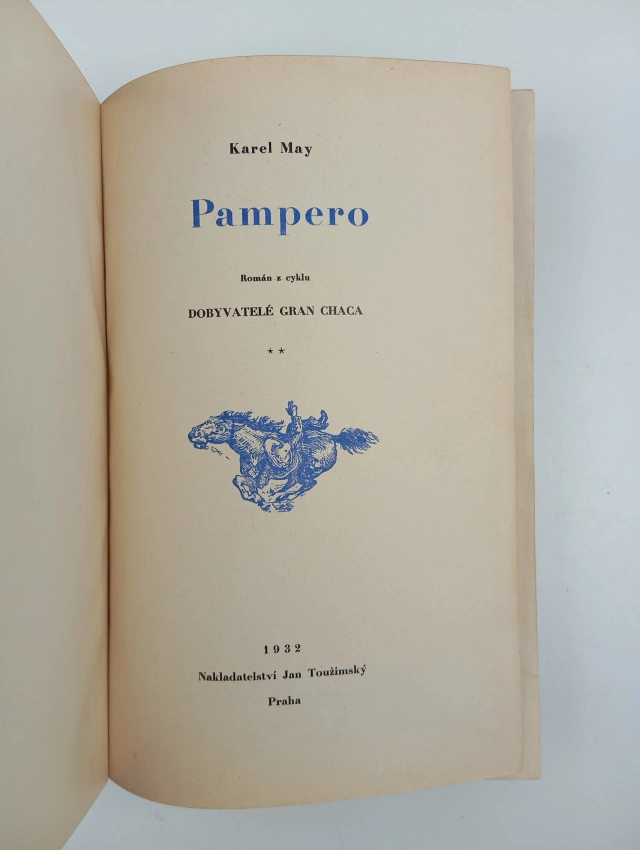 Karel May
Pampero
Román z cyklu
DOBYVATELÉ GRAN CHACA
* *
1932
Nakladatelství Jan Toužimský
Praha